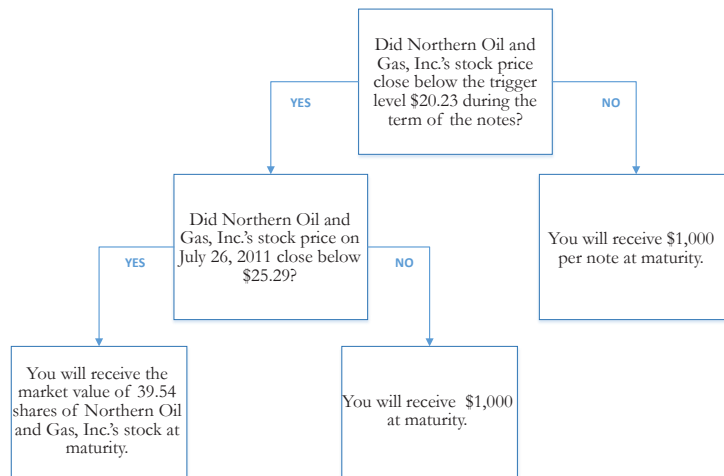 Did Northern Oil and
Gas, Inc.'s stock price
close below the trigger
level $20.23 during the
term of the notes?
YES
NO
Did Northern Oil and
Gas, Inc.'s stock price on
July 26, 2011 close below
$25.29?
You will receive $1,000
per note at maturity.
YES
NO
You will receive the
market value of 39.54
shares of Northern Oil
and Gas, Inc.'s stock at
maturity.
You will receive $1,000
at maturity.